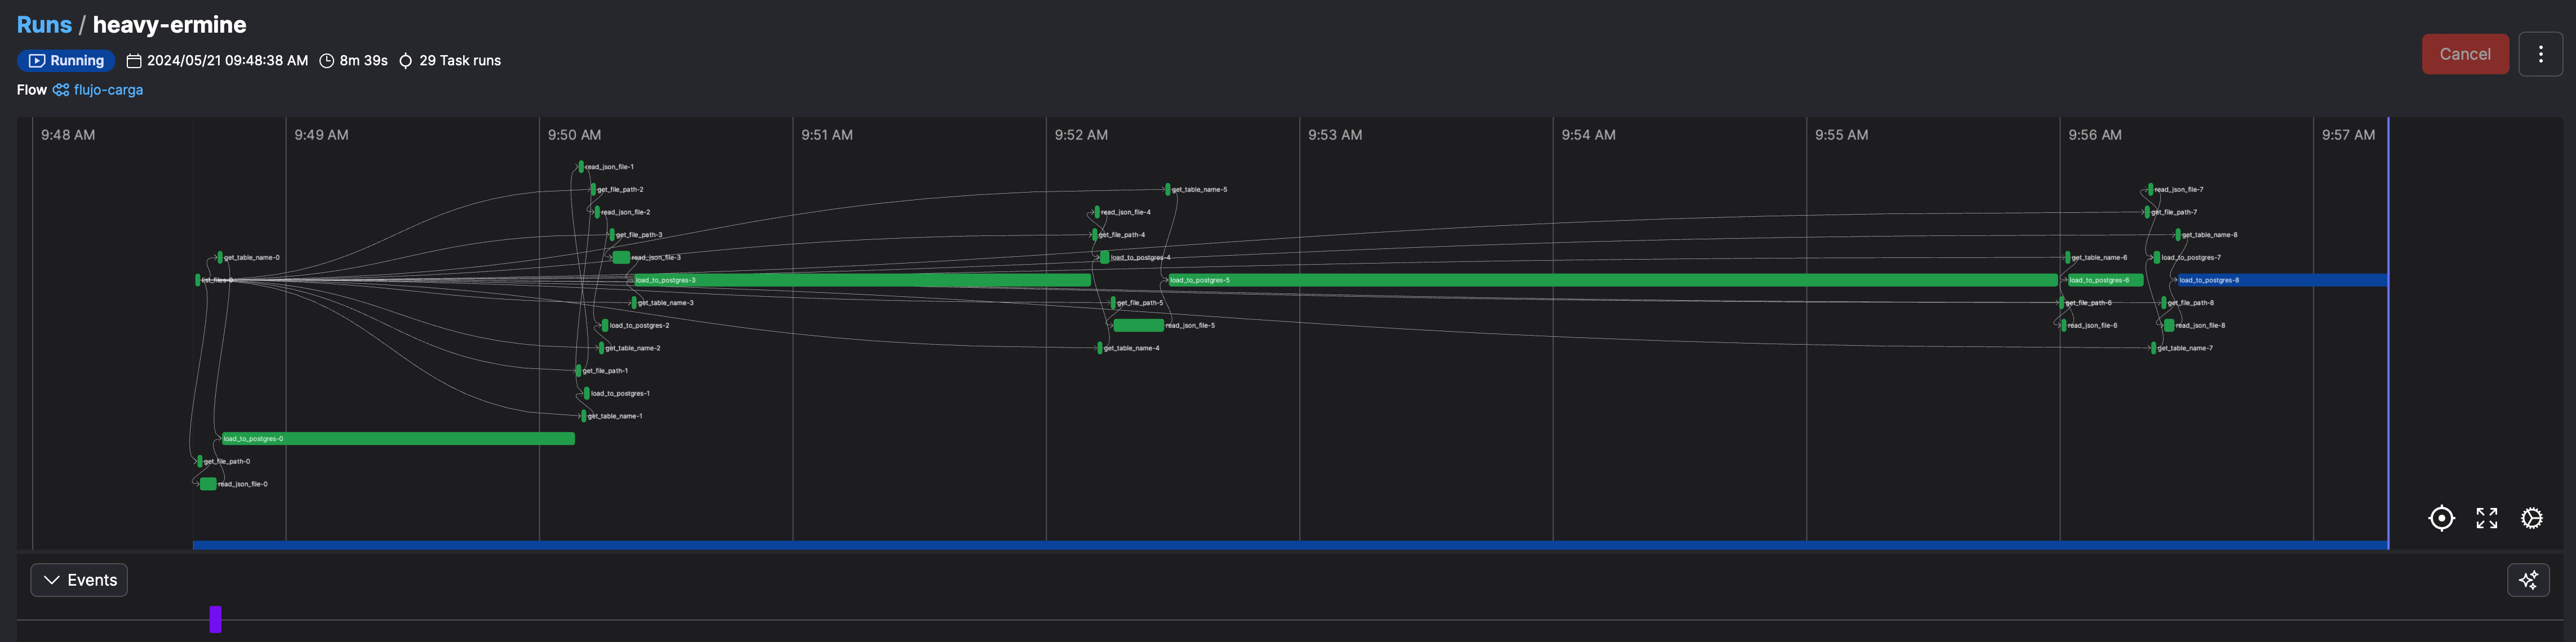 Runs / heavy-ermine
Running 2024/05/21 09:48:38 AM 8m 39s 29 Task runs
Flow flujo-carga
Cancel
9:48 AM 9:49 AM 9:50 AM 9:51 AM 9:52 AM 9:53 AM 9:54 AM 9:55 AM 9:56 AM 9:57 AM
read_json_file-1
get_file_path-2 get_table_name-5 read_json_file-7
read_json_file-2 read_json_file-4 get_file_path-7
get_file_path-3 get_file_path-4 get_table_name-8
get_table_name-0 read_json_file-3 load_to_postgres-4 get_table_name-6 load_to_postgres-7
list_files-0 load_to_postgres-3 load_to_postgres-5 load_to_postgres-6 load_to_postgres-8
get_table_name-3 get_file_path-5 get_file_path-6 get_file_path-8
load_to_postgres-2 read_json_file-5 read_json_file-6 read_json_file-8
get_table_name-2 get_table_name-4 get_table_name-7
get_file_path-1
load_to_postgres-1
get_table_name-1
load_to_postgres-0
get_file_path-0
read_json_file-0
Events